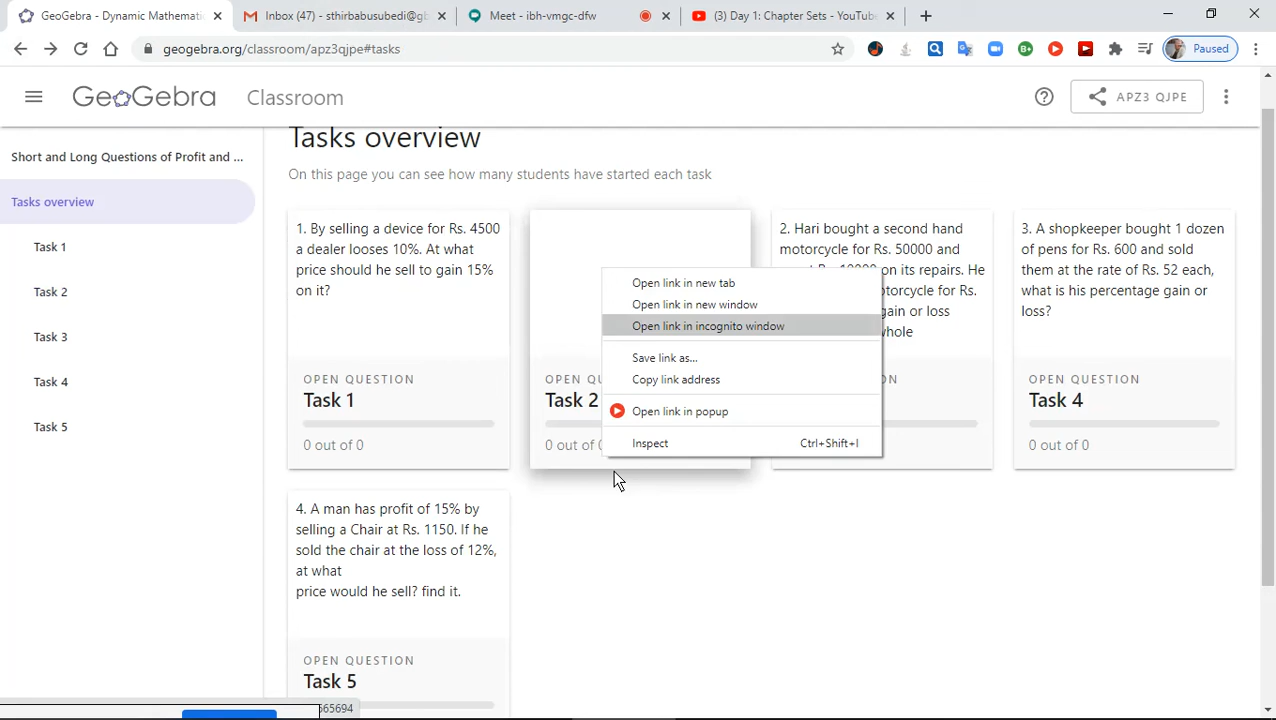 GeoGebra - Dynamic Mathemati
Inbox (47) - sthirbabusubedi@gb
Meet - ibh-vmgc-dfw
(3) Day 1: Chapter Sets - YouTube
geogebra.org/classroom/apz3qjpe#tasks
Paused
GeoGebra
Classroom
APZ3 QJPE
Short and Long Questions of Profit and ...
Tasks overview
Task 1
Task 2
Task 3
Task 4
Task 5
Tasks overview
On this page you can see how many students have started each task
1. By selling a device for Rs. 4500
a dealer looses 10%. At what
price should he sell to gain 15%
on it?
OPEN QUESTION
Task 1
0 out of 0
OPEN QU
Task 2
0 out of 0
Open link in new tab
Open link in new window
Open link in incognito window
Save link as...
Copy link address
Open link in popup
Inspect Ctrl+Shift+I
2. Hari bought a second hand
motorcycle for Rs. 50000 and
on its repairs. He
otorcycle for Rs.
gain or loss
whole
ON
3. A shopkeeper bought 1 dozen
of pens for Rs. 600 and sold
them at the rate of Rs. 52 each,
what is his percentage gain or
loss?
OPEN QUESTION
Task 4
0 out of 0
4. A man has profit of 15% by
selling a Chair at Rs. 1150. If he
sold the chair at the loss of 12%,
at what
price would he sell? find it.
OPEN QUESTION
Task 5
565694